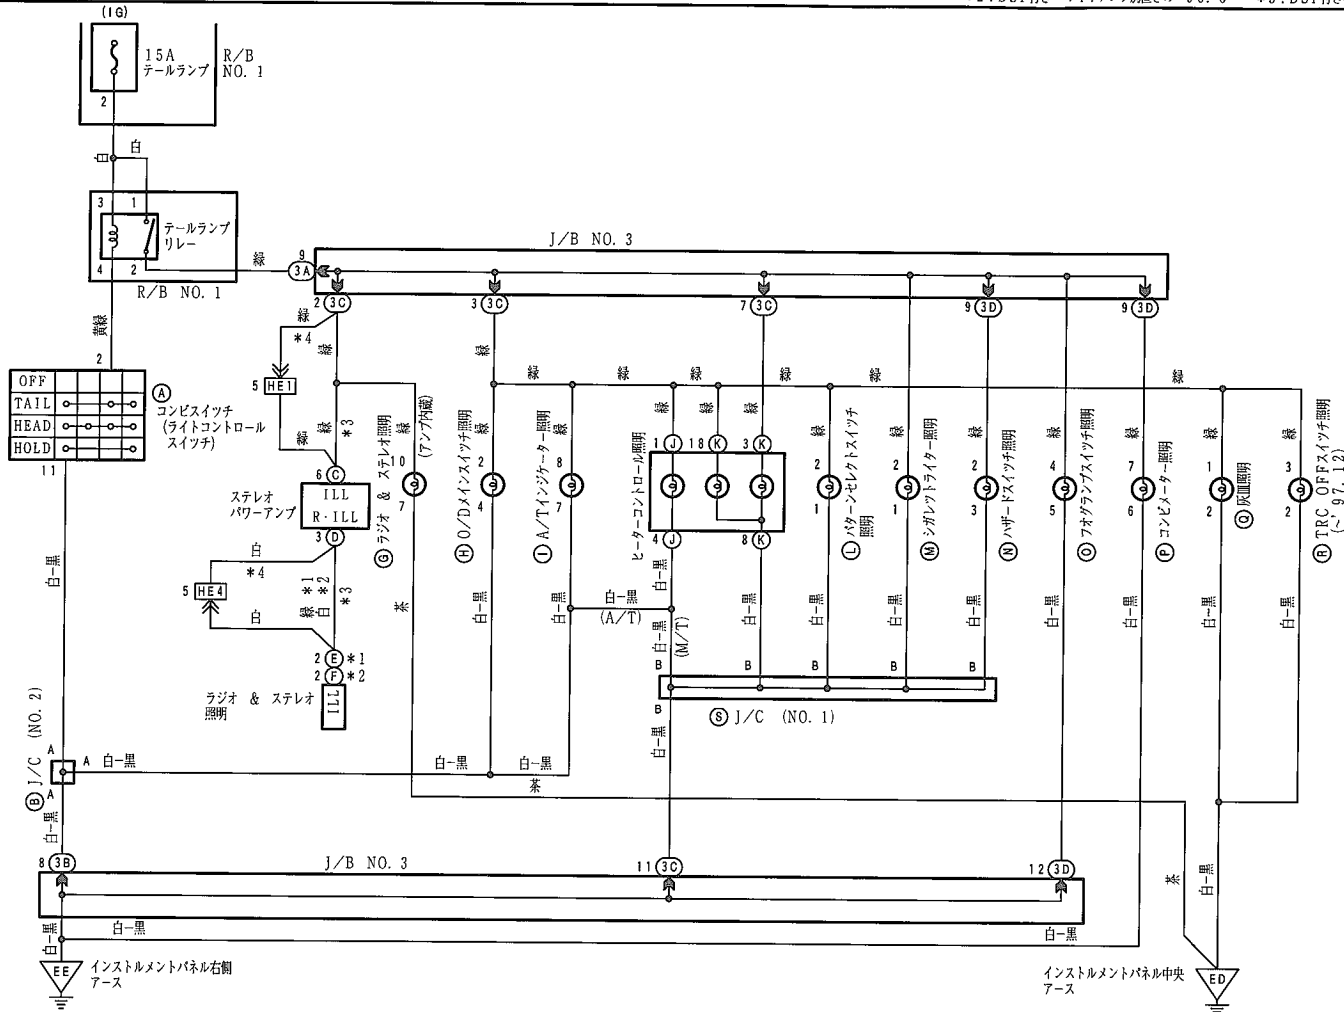 (IG)
15A
テールランプ
R/B
NO. 1
2
白
白
3
1
テールランプ
リレー
4
2
R/B NO. 1
緑
9
3A
J/B NO. 3
2
3C
3
3C
7
3C
9
3D
9
3D
黄緑
2
OFF
TAIL
HEAD
HOLD
11
A
コンビスイッチ
(ライトコントロール
スイッチ)
緑
*4
緑
5
HE1
緑
緑
*3
6
C
ILL
R・ILL
ステレオ
パワーアンプ
3
D
白
*4
5
HE4
白
緑
*1
白
*2
*3
2
E
*1
2
F
*2
ILL
ラジオ & ステレオ
照明
緑
10
7
G
ラジオ & ステレオ照明
(アンプ内蔵)
茶
緑
緑
2
4
H
O/Dメインスイッチ照明
白-黒
緑
緑
8
7
I
A/Tインジケーター照明
白-黒
白-黒
(A/T)
緑
緑
緑
緑
緑
1
J
18
K
3
K
ヒーターコントロール照明
4
J
8
K
白-黒
白-黒
(M/T)
白-黒
B
B
B
B
B
緑
緑
2
1
L
パターンセレクトスイッチ
照明
白-黒
緑
2
1
M
シガレットライター照明
白-黒
緑
2
3
N
ハザードスイッチ照明
白-黒
緑
4
5
O
フオグランプスイッチ照明
白-黒
緑
7
6
P
コンビメーター照明
白-黒
緑
緑
1
2
Q
灰皿照明
白-黒
緑
3
2
R
TRC OFFスイッチ照明
(~'97.12)
白-黒
S
J/C (NO. 1)
白-黒
白-黒
B
J/C (NO. 2)
A
A
A
白-黒
白-黒
白-黒
茶
白-黒
8
3B
J/B NO. 3
11
3C
12
3D
白-黒
白-黒
白-黒
茶
白-黒
EE
インストルメントパネル右側
アース
インストルメントパネル中央
アース
ED